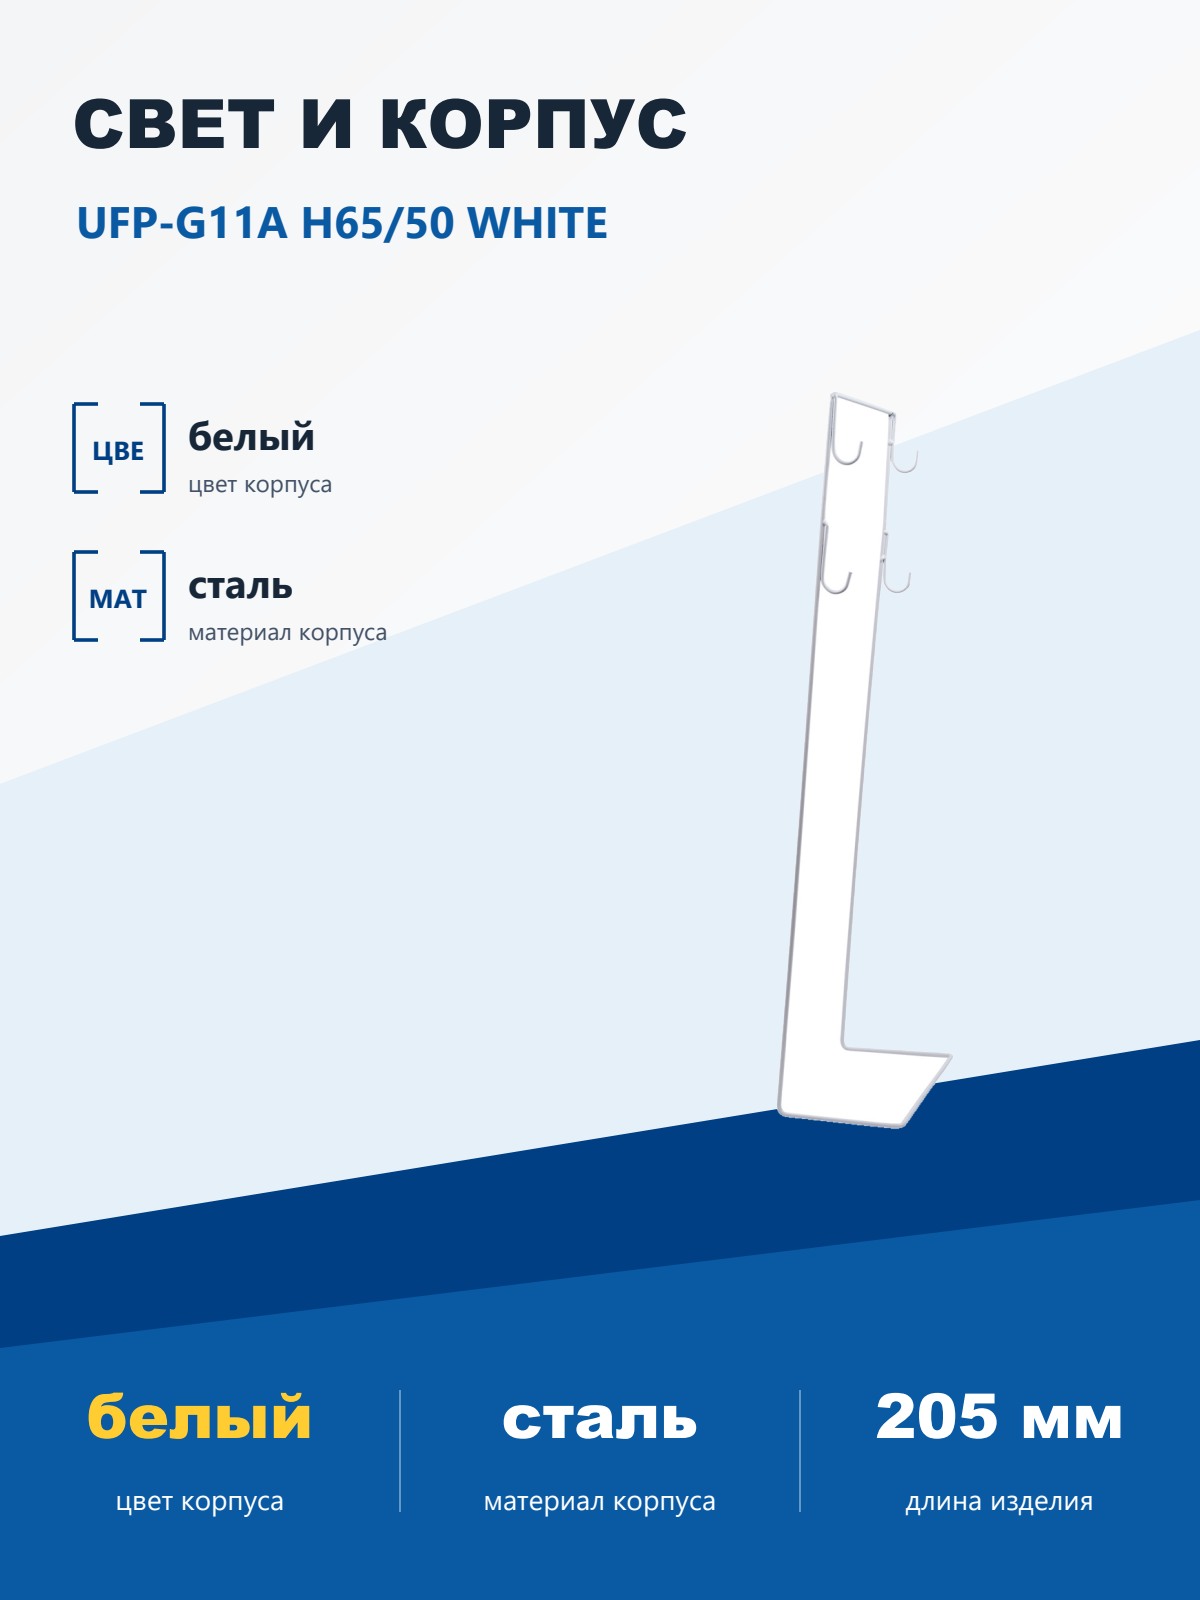 СВЕТ И КОРПУС
UFP-G11A H65/50 WHITE
ЦВЕ
белый
цвет корпуса
МАТ
сталь
материал корпуса
белый
цвет корпуса
сталь
материал корпуса
205 мм
длина изделия